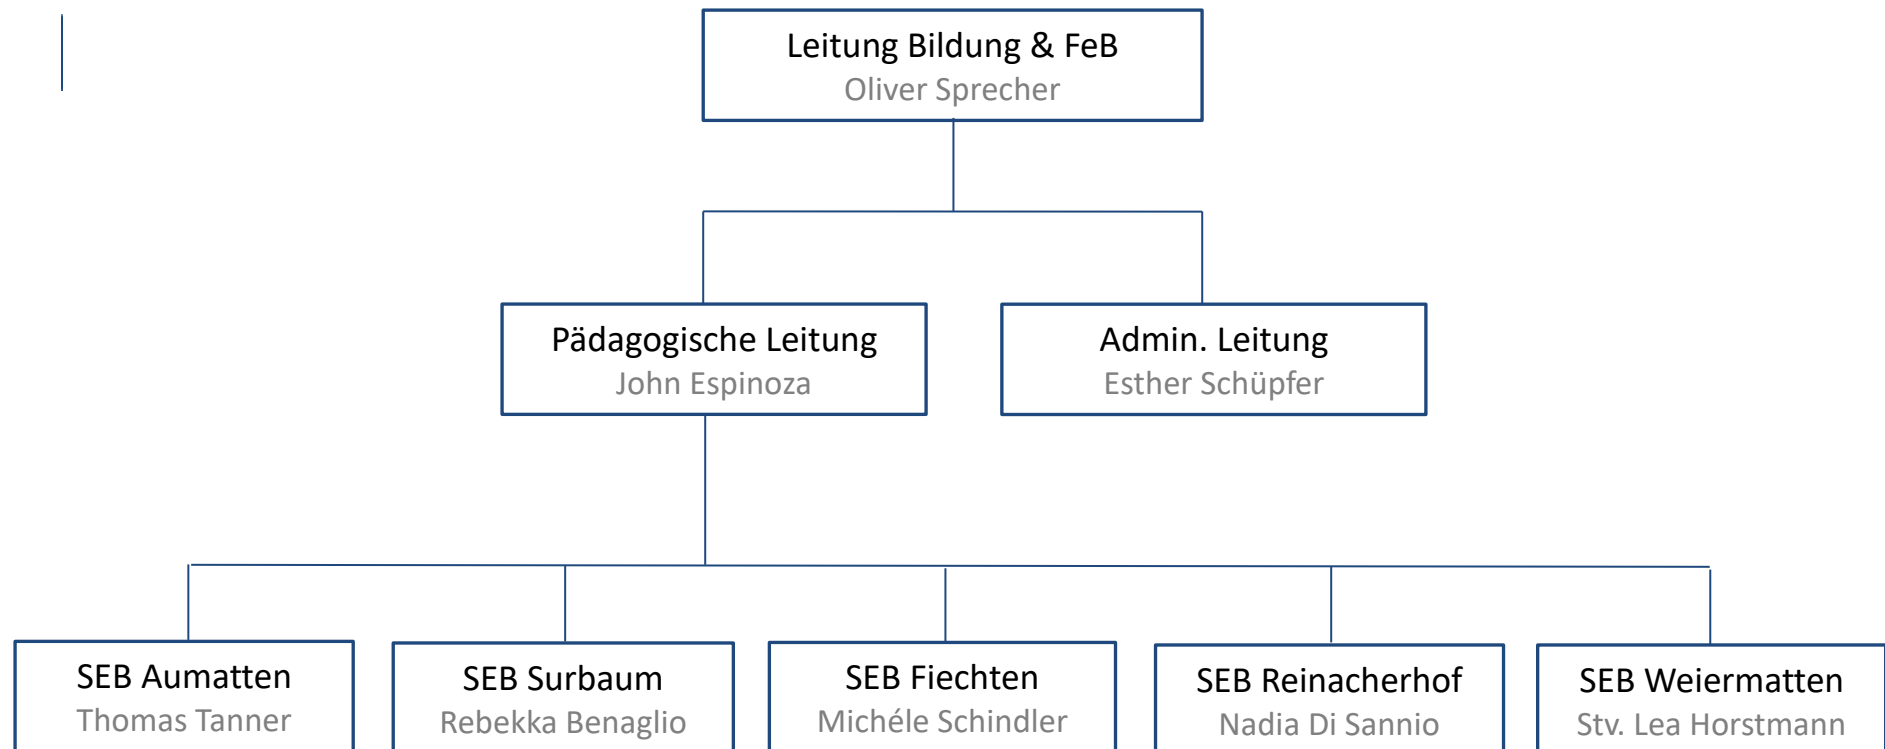 Leitung Bildung & FeB
Oliver Sprecher
Pädagogische Leitung
John Espinoza
Admin. Leitung
Esther Schüpfer
SEB Aumatten
Thomas Tanner
SEB Surbaum
Rebekka Benaglio
SEB Fiechten
Michéle Schindler
SEB Reinacherhof
Nadia Di Sannio
SEB Weiermatten
Stv. Lea Horstmann